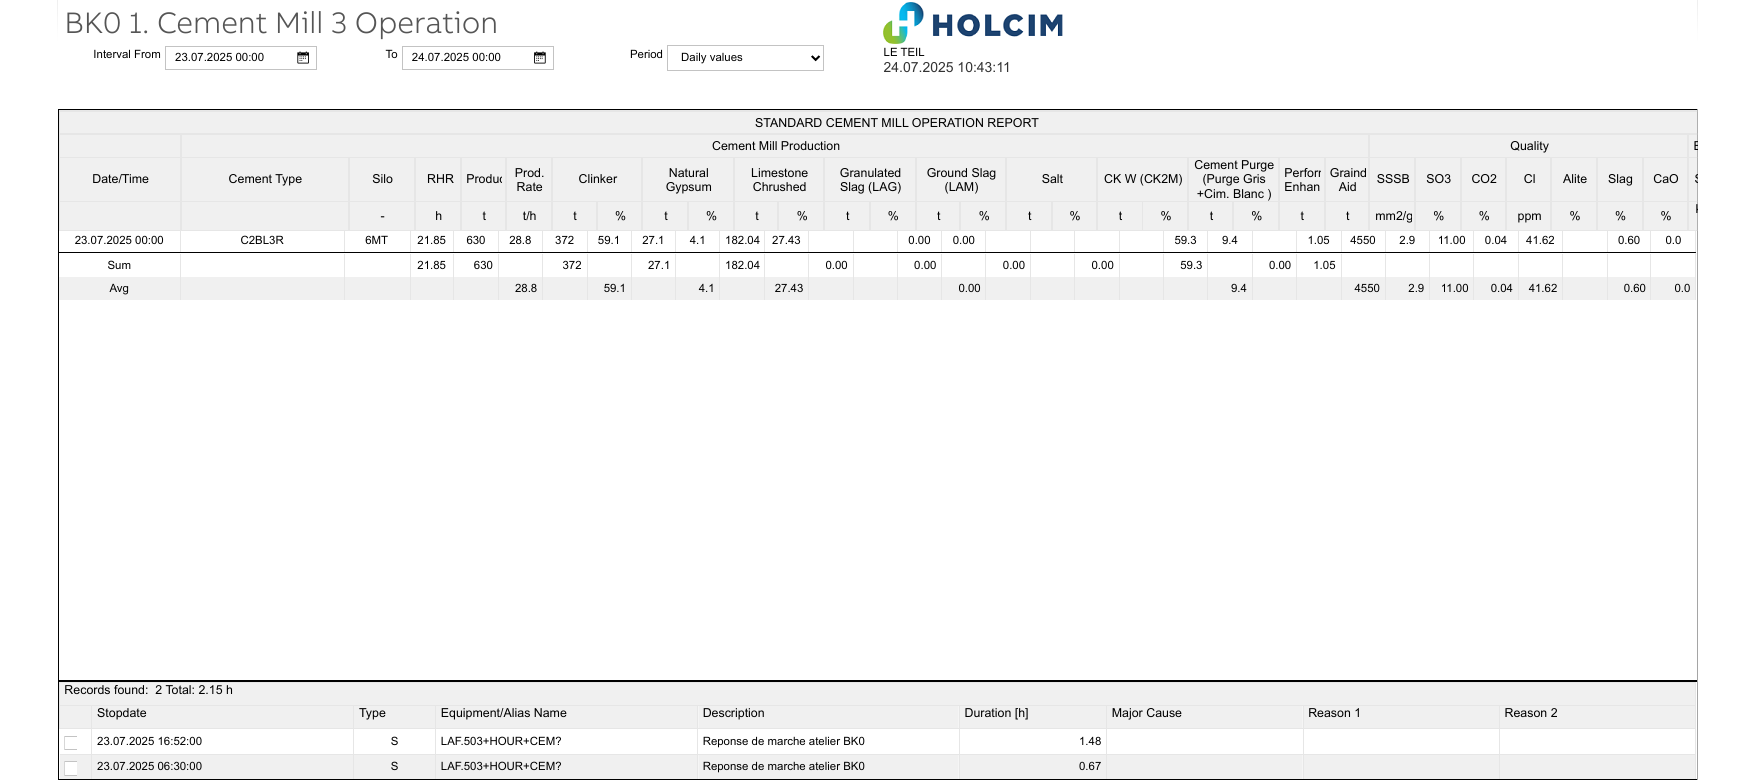 BK0 1. Cement Mill 3 Operation
HOLCIM
LE TEIL
24.07.2025 10:43:11
Interval From 23.07.2025 00:00 To 24.07.2025 00:00 Period Daily values
STANDARD CEMENT MILL OPERATION REPORT
Cement Mill Production Quality
Date/Time Cement Type Silo RHR Produc Prod. Rate Clinker Natural Gypsum Limestone Chrushed Granulated Slag (LAG) Ground Slag (LAM) Salt CK W (CK2M) Cement Purge (Purge Gris +Cim. Blanc ) Perfor Enhan Graind Aid SSSB SO3 CO2 Cl Alite Slag CaO
- h t t/h t % t % t % t % t % t % t % t % t t mm2/g % % ppm % % %
23.07.2025 00:00 C2BL3R 6MT 21.85 630 28.8 372 59.1 27.1 4.1 182.04 27.43 0.00 0.00 59.3 9.4 1.05 4550 2.9 11.00 0.04 41.62 0.60 0.0
Sum 21.85 630 372 27.1 182.04 0.00 0.00 0.00 0.00 59.3 0.00 1.05
Avg 28.8 59.1 4.1 27.43 0.00 9.4 4550 2.9 11.00 0.04 41.62 0.60 0.0
Records found: 2 Total: 2.15 h
Stopdate Type Equipment/Alias Name Description Duration [h] Major Cause Reason 1 Reason 2
23.07.2025 16:52:00 S LAF.503+HOUR+CEM? Reponse de marche atelier BK0 1.48
23.07.2025 06:30:00 S LAF.503+HOUR+CEM? Reponse de marche atelier BK0 0.67